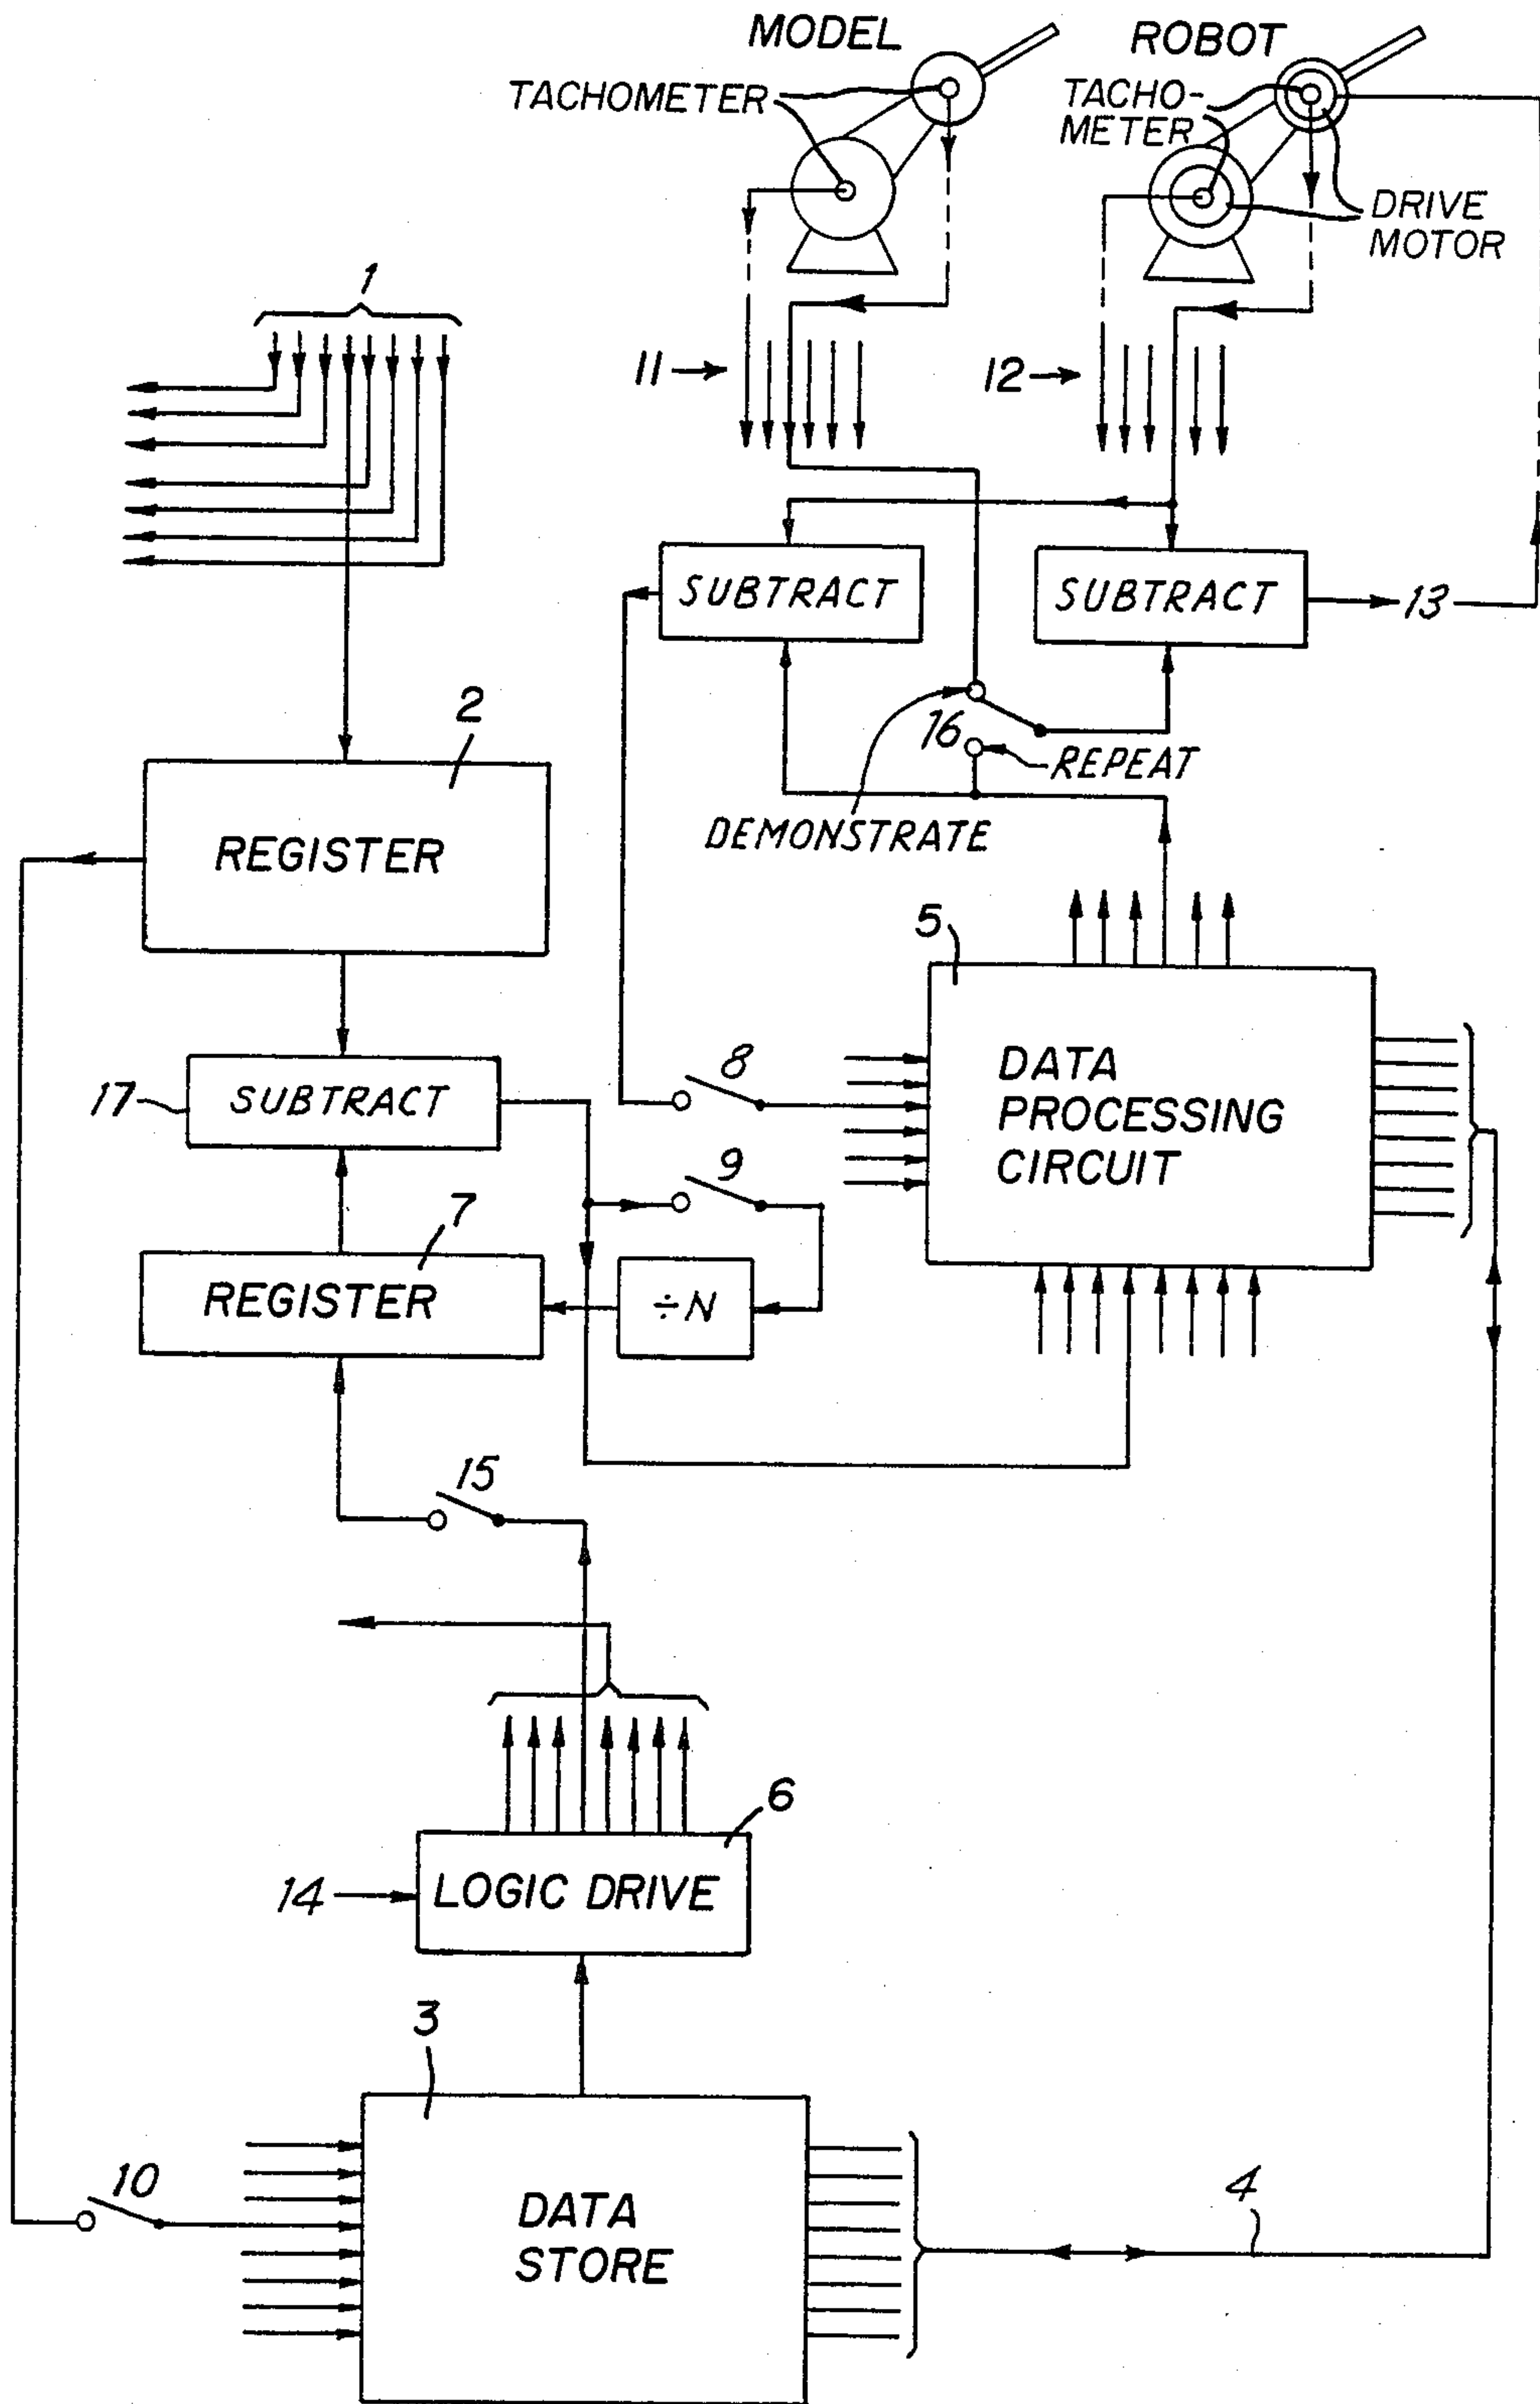 MODEL
ROBOT
TACHOMETER
TACHO-
METER
DRIVE
MOTOR
1
11
12
SUBTRACT
SUBTRACT
13
2
16
REPEAT
DEMONSTRATE
REGISTER
5
DATA
PROCESSING
CIRCUIT
8
17
SUBTRACT
9
7
REGISTER
÷N
15
6
14
LOGIC DRIVE
3
10
4
DATA
STORE